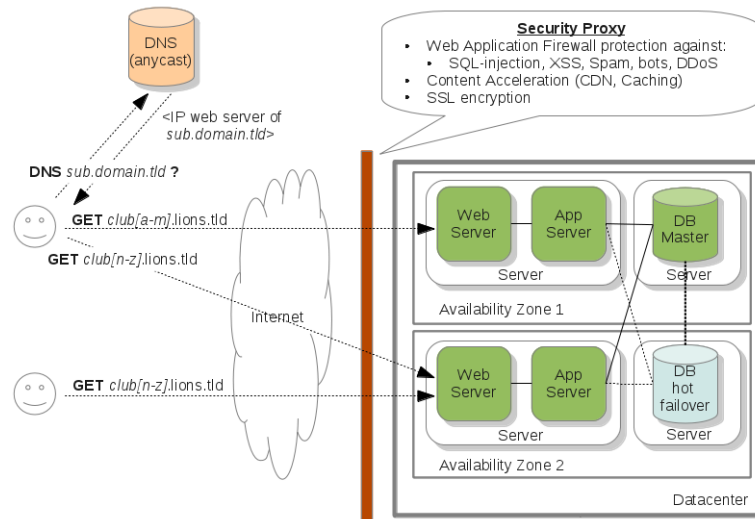 DNS
(anycast)
<IP web server of
sub.domain.tld>
DNS sub.domain.tld ?
GET club[a-m].lions.tld
GET club[n-z].lions.tld
GET club[n-z].lions.tld
Internet
Security Proxy
• Web Application Firewall protection against:
• SQL-injection, XSS, Spam, bots, DDoS
• Content Acceleration (CDN, Caching)
• SSL encryption
Web
Server
App
Server
DB
Master
Server
Server
Availability Zone 1
Web
Server
App
Server
DB
hot
failover
Server
Server
Availability Zone 2
Datacenter